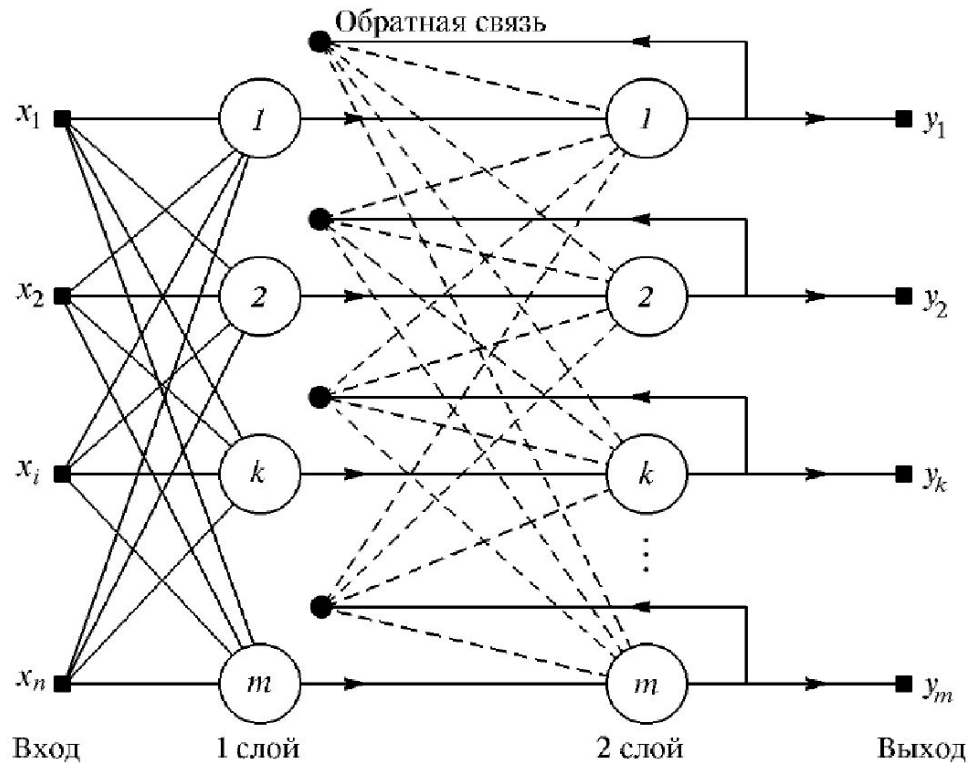 Обратная связь
x1 1 1 y1
x2 2 2 y2
xi k k yk
xn m m ym
Вход 1 слой 2 слой Выход